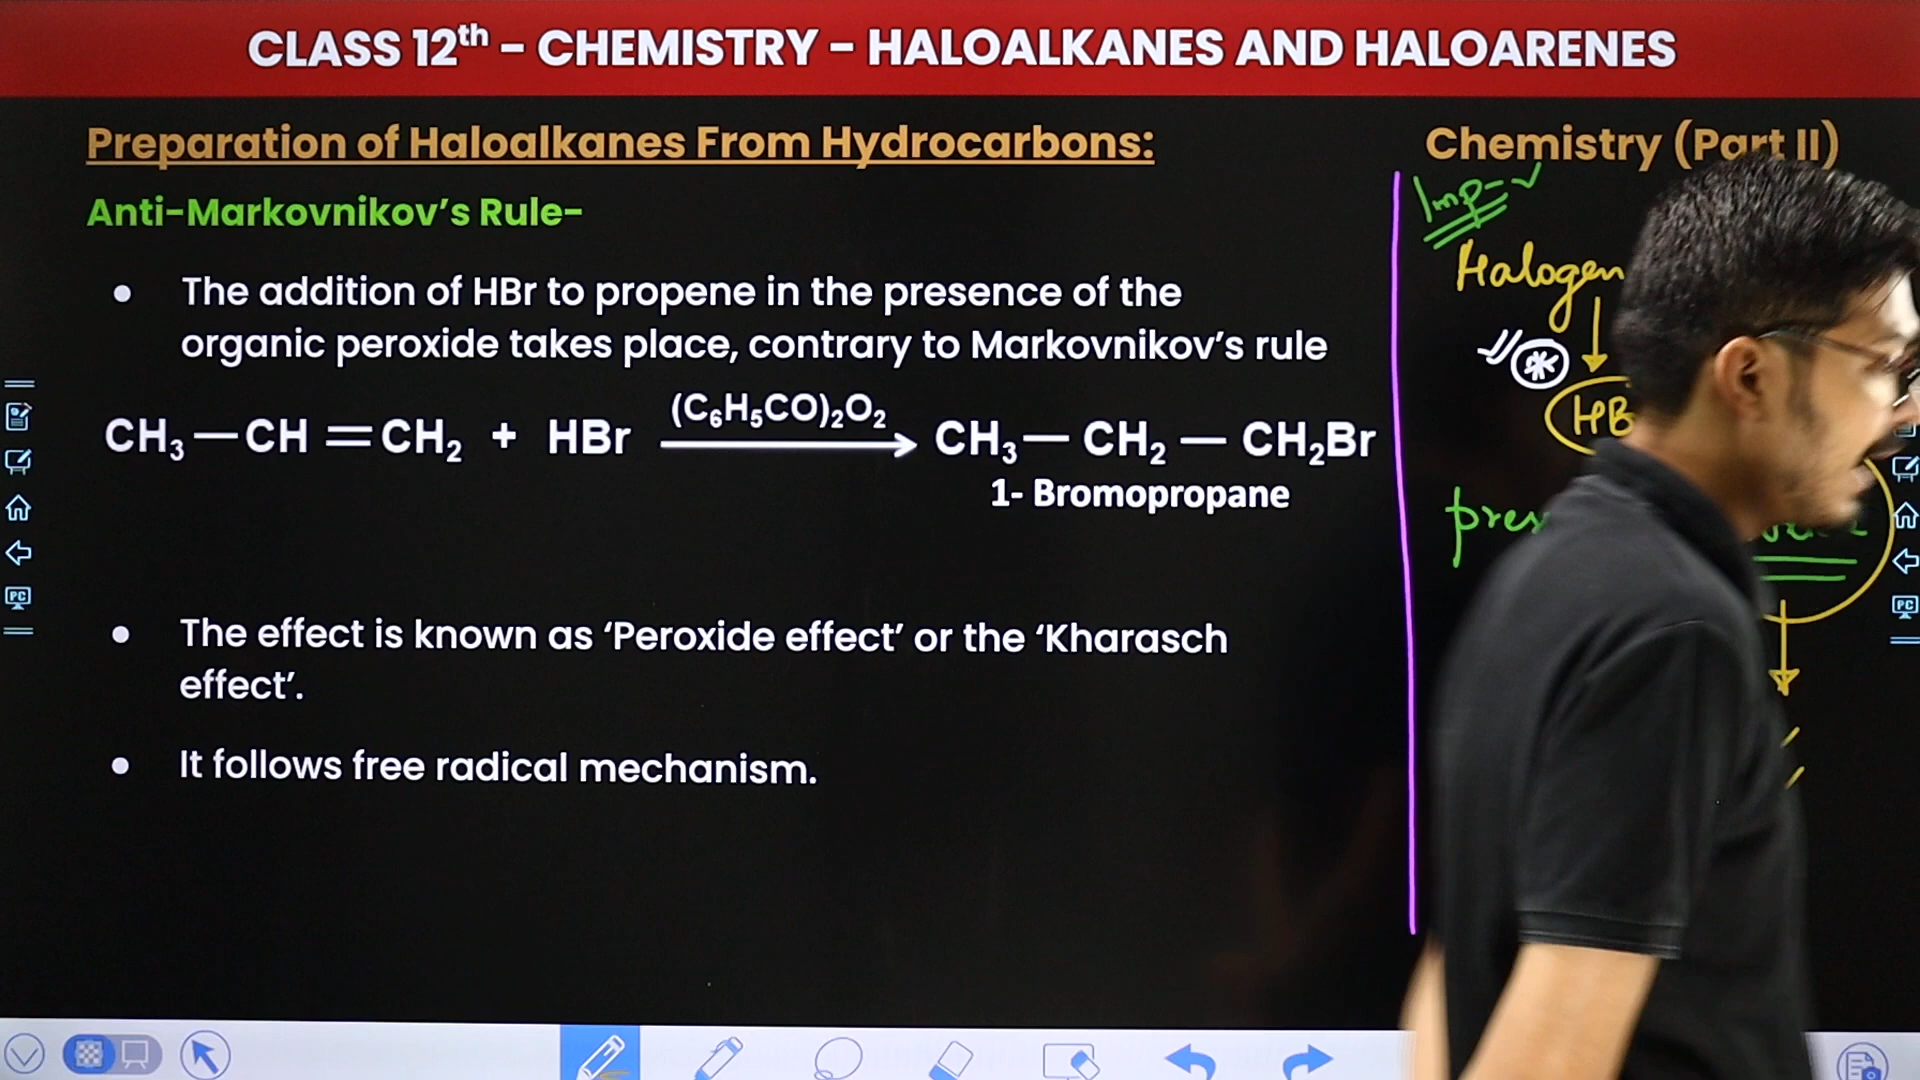 CLASS 12th – CHEMISTRY – HALOALKANES AND HALOARENES
Preparation of Haloalkanes From Hydrocarbons:
Chemistry (Part II)
Anti-Markovnikov's Rule-
• The addition of HBr to propene in the presence of the
organic peroxide takes place, contrary to Markovnikov's rule
(C6H5CO)2O2
CH3—CH=CH2 + HBr → CH3—CH2—CH2Br
1- Bromopropane
• The effect is known as 'Peroxide effect' or the 'Kharasch
effect'.
• It follows free radical mechanism.
Imp-
Halogen
PC
PC